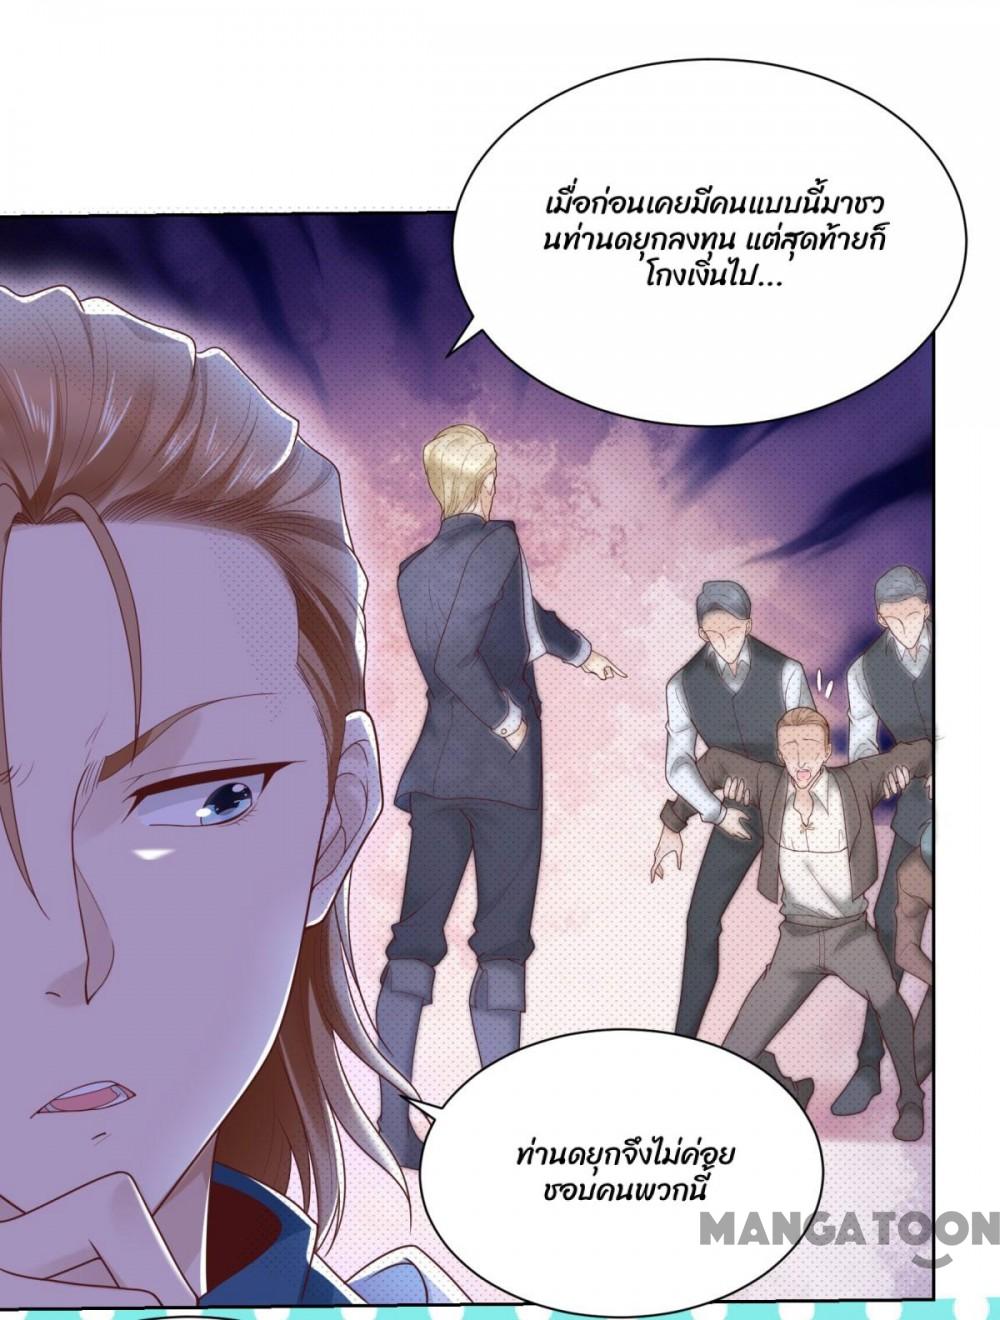 เมื่อก่อนเคยมีคนแบบนี้มาชว
นท่านดยุกลงทุน แต่สุดท้ายก็
โกงเงินไป...
ท่านดยุกจึงไม่ค่อย
ชอบคนพวกนี้
MANGATOON